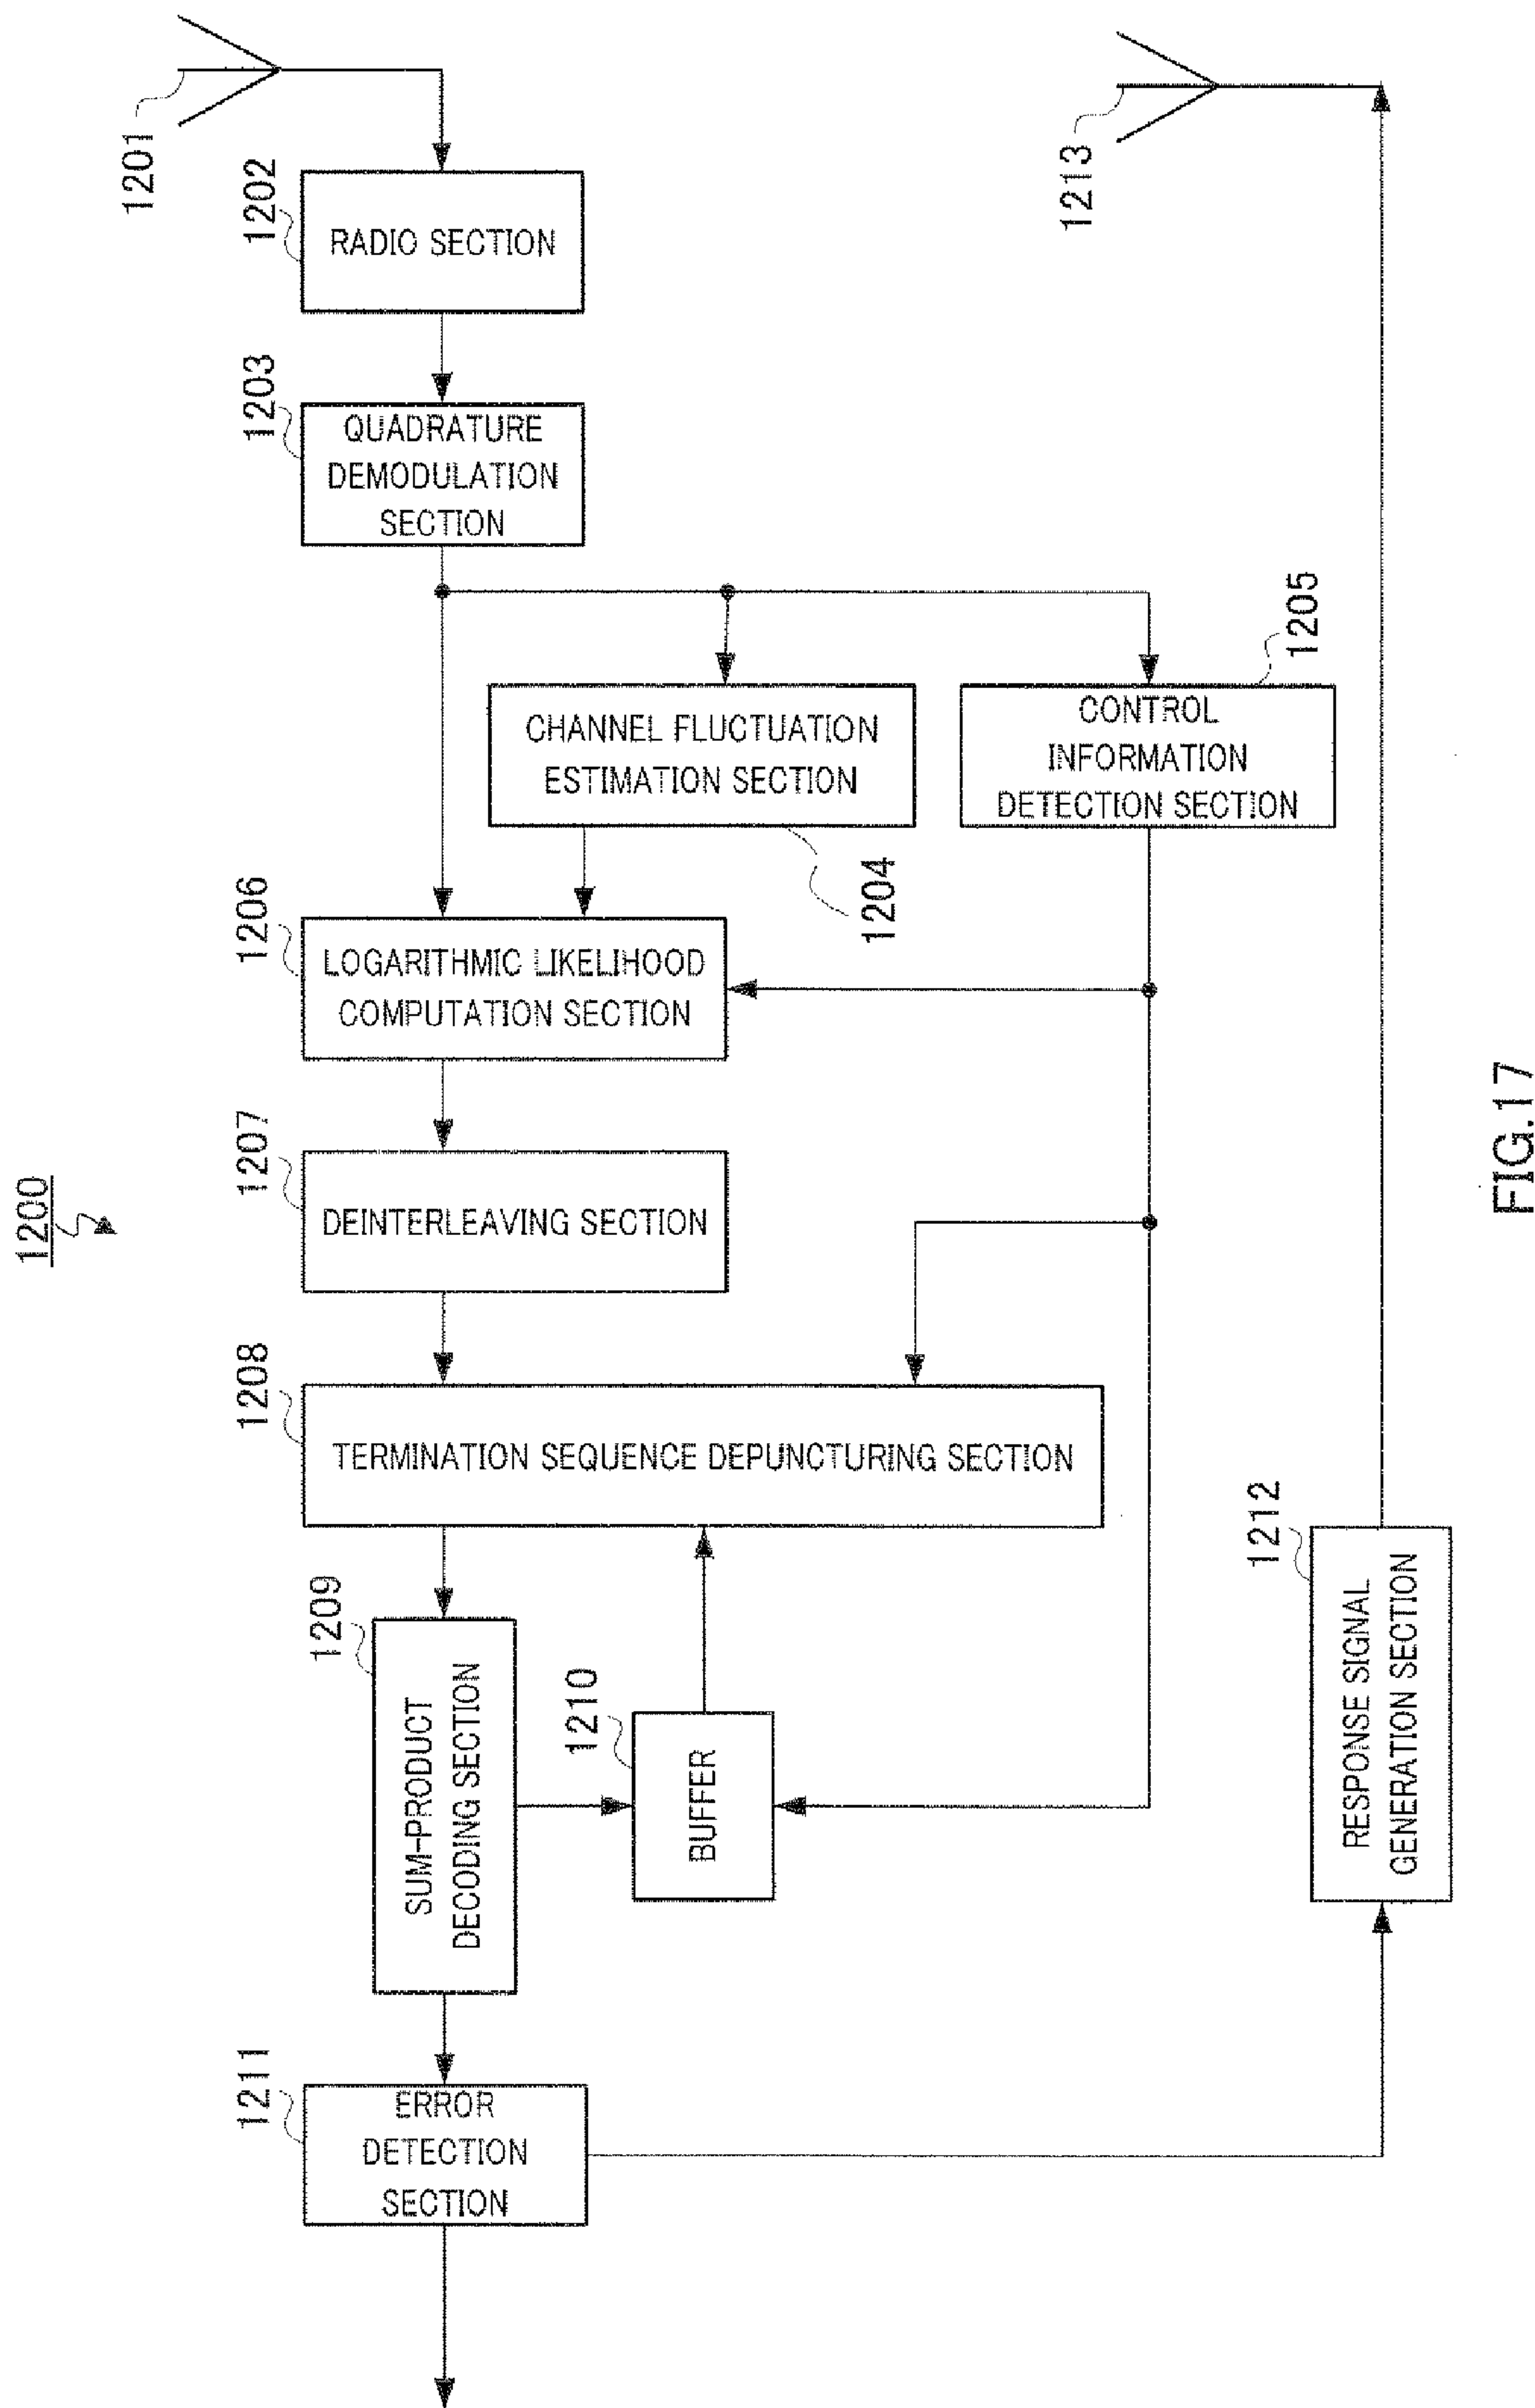 1200
1201
1202
RADIO SECTION
1203
QUADRATURE
DEMODULATION
SECTION
CHANNEL FLUCTUATION
ESTIMATION SECTION
1204
1205
CONTROL
INFORMATION
DETECTION SECTION
1206
LOGARITHMIC LIKELIHOOD
COMPUTATION SECTION
1207
DEINTERLEAVING SECTION
1208
TERMINATION SEQUENCE DEPUNCTURING SECTION
1209
SUM-PRODUCT
DECODING SECTION
1210
BUFFER
1211
ERROR
DETECTION
SECTION
1212
RESPONSE SIGNAL
GENERATION SECTION
1213
FIG.17